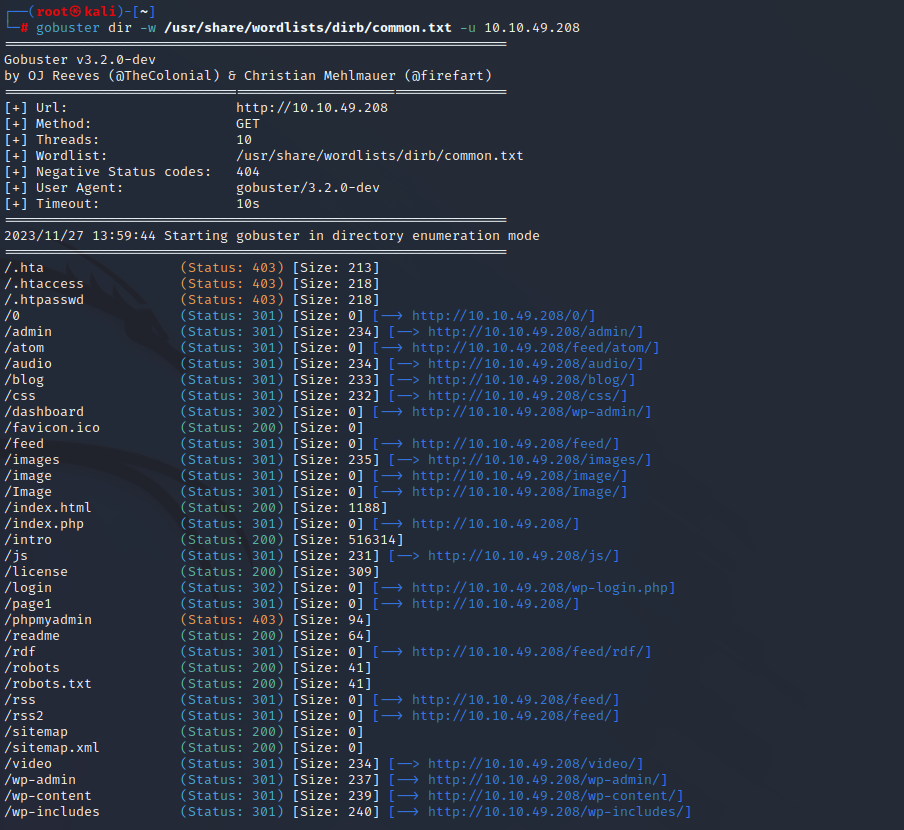 ┌──(root㉿kali)-[~]
└─# gobuster dir -w /usr/share/wordlists/dirb/common.txt -u 10.10.49.208
===============================================================
Gobuster v3.2.0-dev
by OJ Reeves (@TheColonial) & Christian Mehlmauer (@firefart)
===============================================================
[+] Url:                     http://10.10.49.208
[+] Method:                  GET
[+] Threads:                 10
[+] Wordlist:                /usr/share/wordlists/dirb/common.txt
[+] Negative Status codes:   404
[+] User Agent:              gobuster/3.2.0-dev
[+] Timeout:                 10s
===============================================================
2023/11/27 13:59:44 Starting gobuster in directory enumeration mode
===============================================================
/.hta                 (Status: 403) [Size: 213]
/.htaccess            (Status: 403) [Size: 218]
/.htpasswd            (Status: 403) [Size: 218]
/0                    (Status: 301) [Size: 0] [--> http://10.10.49.208/0/]
/admin                (Status: 301) [Size: 234] [--> http://10.10.49.208/admin/]
/atom                 (Status: 301) [Size: 0] [--> http://10.10.49.208/feed/atom/]
/audio                (Status: 301) [Size: 234] [--> http://10.10.49.208/audio/]
/blog                 (Status: 301) [Size: 233] [--> http://10.10.49.208/blog/]
/css                  (Status: 301) [Size: 232] [--> http://10.10.49.208/css/]
/dashboard            (Status: 302) [Size: 0] [--> http://10.10.49.208/wp-admin/]
/favicon.ico          (Status: 200) [Size: 0]
/feed                 (Status: 301) [Size: 0] [--> http://10.10.49.208/feed/]
/images               (Status: 301) [Size: 235] [--> http://10.10.49.208/images/]
/image                (Status: 301) [Size: 0] [--> http://10.10.49.208/image/]
/Image                (Status: 301) [Size: 0] [--> http://10.10.49.208/Image/]
/index.html           (Status: 200) [Size: 1188]
/index.php            (Status: 301) [Size: 0] [--> http://10.10.49.208/]
/intro                (Status: 200) [Size: 516314]
/js                   (Status: 301) [Size: 231] [--> http://10.10.49.208/js/]
/license              (Status: 200) [Size: 309]
/login                (Status: 302) [Size: 0] [--> http://10.10.49.208/wp-login.php]
/page1                (Status: 301) [Size: 0] [--> http://10.10.49.208/]
/phpmyadmin           (Status: 403) [Size: 94]
/readme               (Status: 200) [Size: 64]
/rdf                  (Status: 301) [Size: 0] [--> http://10.10.49.208/feed/rdf/]
/robots               (Status: 200) [Size: 41]
/robots.txt           (Status: 200) [Size: 41]
/rss                  (Status: 301) [Size: 0] [--> http://10.10.49.208/feed/]
/rss2                 (Status: 301) [Size: 0] [--> http://10.10.49.208/feed/]
/sitemap              (Status: 200) [Size: 0]
/sitemap.xml          (Status: 200) [Size: 0]
/video                (Status: 301) [Size: 234] [--> http://10.10.49.208/video/]
/wp-admin             (Status: 301) [Size: 237] [--> http://10.10.49.208/wp-admin/]
/wp-content           (Status: 301) [Size: 239] [--> http://10.10.49.208/wp-content/]
/wp-includes          (Status: 301) [Size: 240] [--> http://10.10.49.208/wp-includes/]